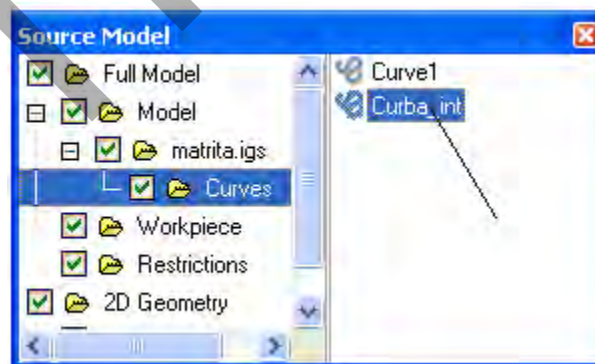 Source Model
Full Model
Model
matrita.igs
Curves
Workpiece
Restrictions
2D Geometry
Curve1
Curba_int